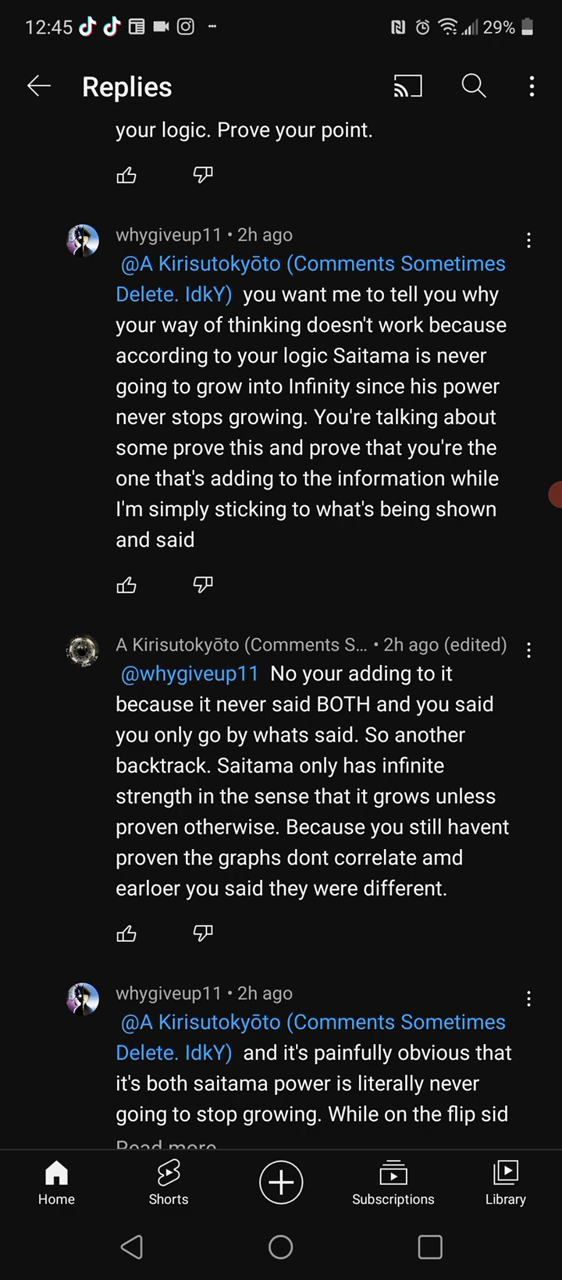 12:45
29%
Replies
your logic. Prove your point.
whygiveup11 • 2h ago
@A Kirisutokyōto (Comments Sometimes
Delete. IdkY) you want me to tell you why
your way of thinking doesn't work because
according to your logic Saitama is never
going to grow into Infinity since his power
never stops growing. You're talking about
some prove this and prove that you're the
one that's adding to the information while
I'm simply sticking to what's being shown
and said
A Kirisutokyōto (Comments S... • 2h ago (edited)
@whygiveup11 No your adding to it
because it never said BOTH and you said
you only go by whats said. So another
backtrack. Saitama only has infinite
strength in the sense that it grows unless
proven otherwise. Because you still havent
proven the graphs dont correlate amd
earloer you said they were different.
whygiveup11 • 2h ago
@A Kirisutokyōto (Comments Sometimes
Delete. IdkY) and it's painfully obvious that
it's both saitama power is literally never
going to stop growing. While on the flip sid
Read more
Home
Shorts
Subscriptions
Library